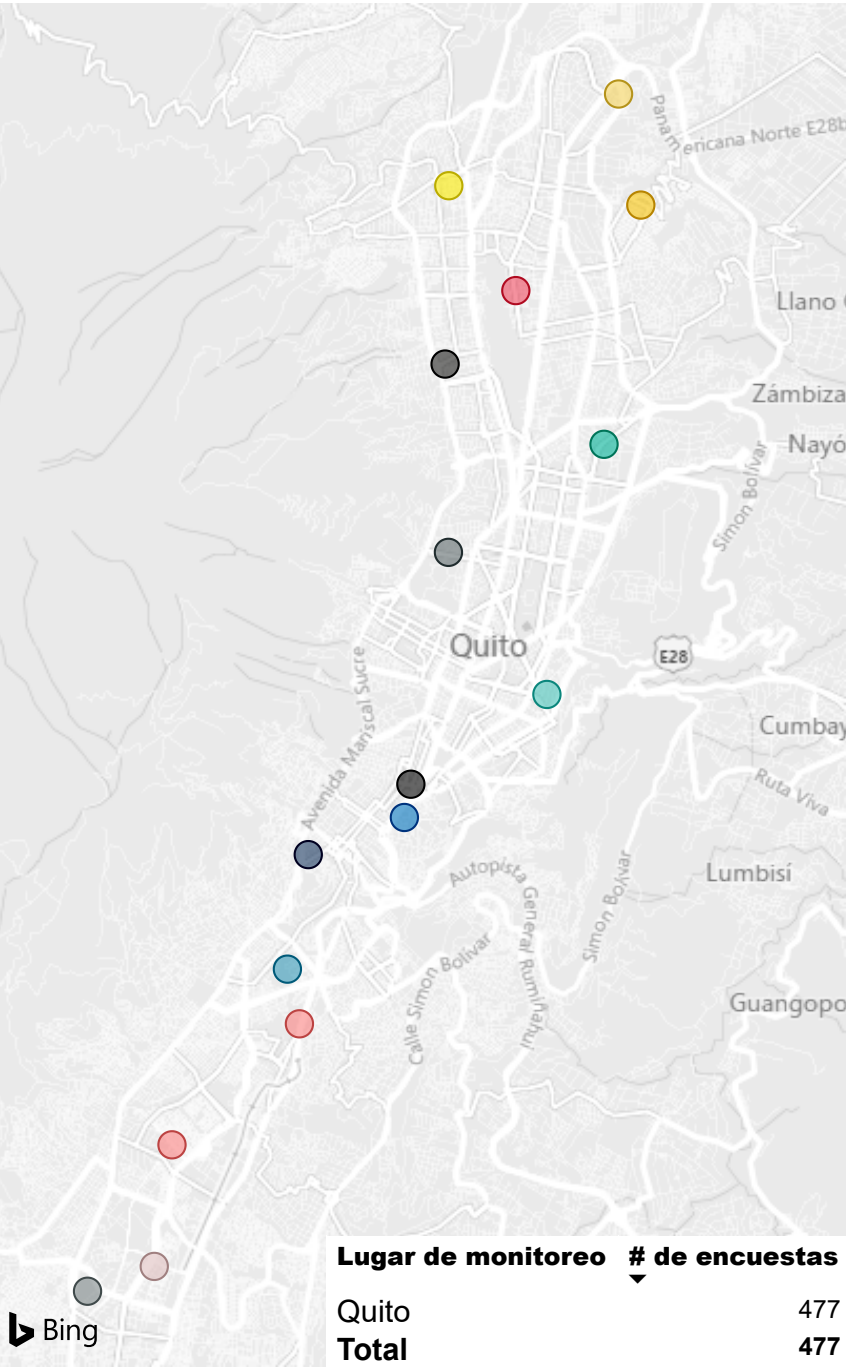 Panamericana Norte E28b
Llano
Zámbiza
Nayó
Simon Bolívar
Quito
E28
Avenida Mariscal Sucre
Cumbay
Ruta Viva
Autopista General Rumiñahui
Lumbisí
Simon Bolívar
Calle Simon Bolívar
Guangopo
Lugar de monitoreo # de encuestas
Quito 477
Total 477
Bing